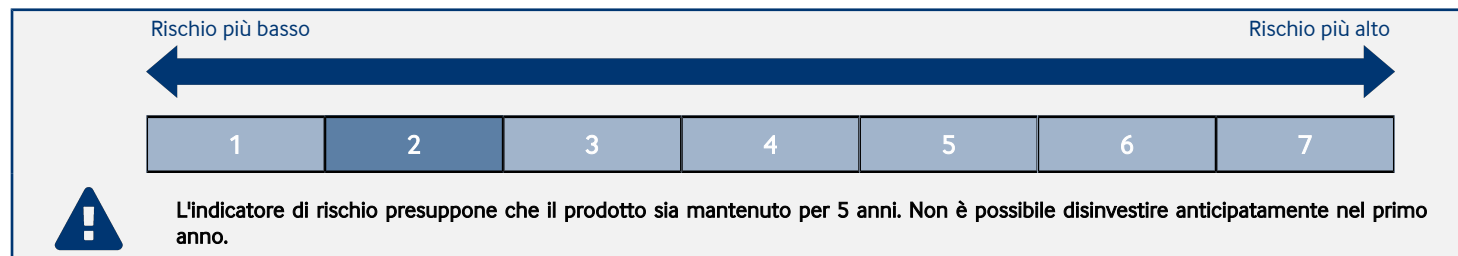 Rischio più basso Rischio più alto
1 2 3 4 5 6 7
L'indicatore di rischio presuppone che il prodotto sia mantenuto per 5 anni. Non è possibile disinvestire anticipatamente nel primo
anno.